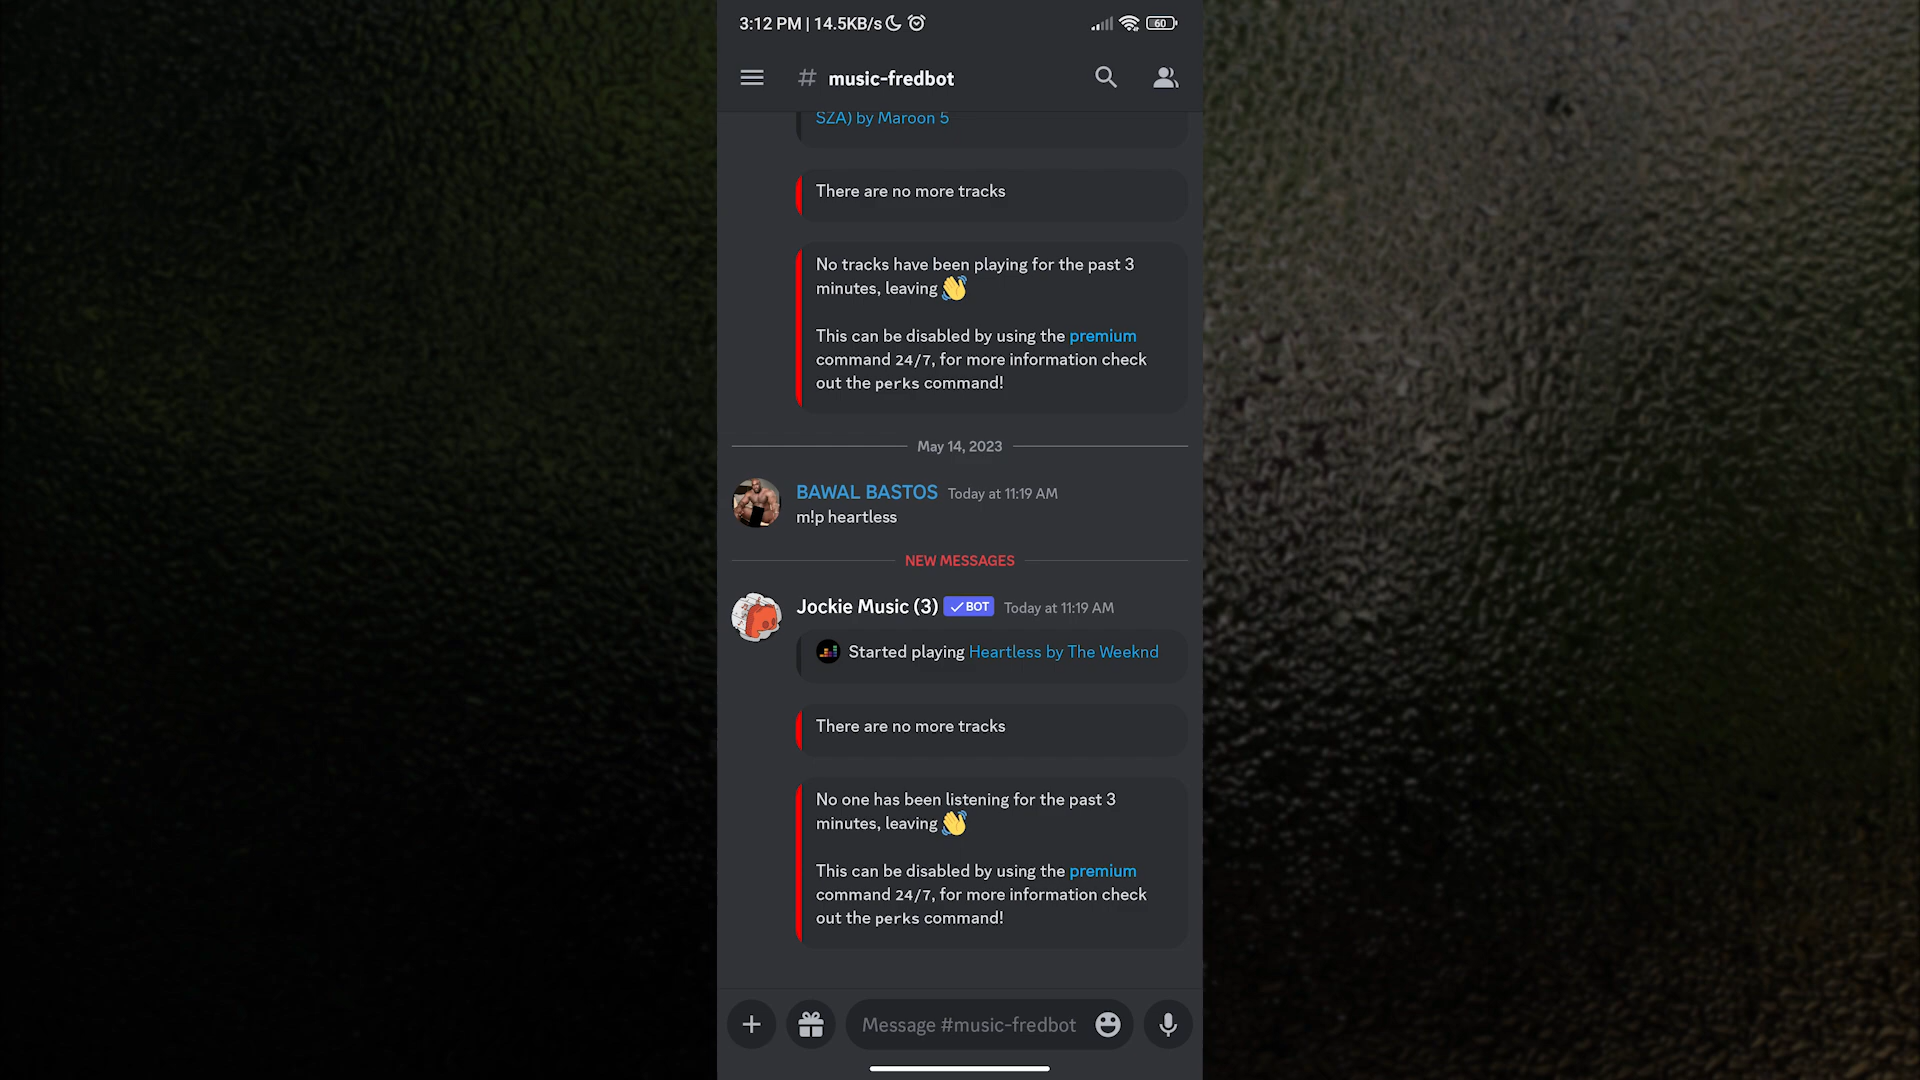 3:12 PM | 14.5KB/s
60
# music-fredbot
SZA) by Maroon 5
There are no more tracks
No tracks have been playing for the past 3
minutes, leaving 👋
This can be disabled by using the premium
command 24/7, for more information check
out the perks command!
May 14, 2023
BAWAL BASTOS Today at 11:19 AM
m!p heartless
NEW MESSAGES
Jockie Music (3) ✓BOT Today at 11:19 AM
Started playing Heartless by The Weeknd
There are no more tracks
No one has been listening for the past 3
minutes, leaving 👋
This can be disabled by using the premium
command 24/7, for more information check
out the perks command!
Message #music-fredbot